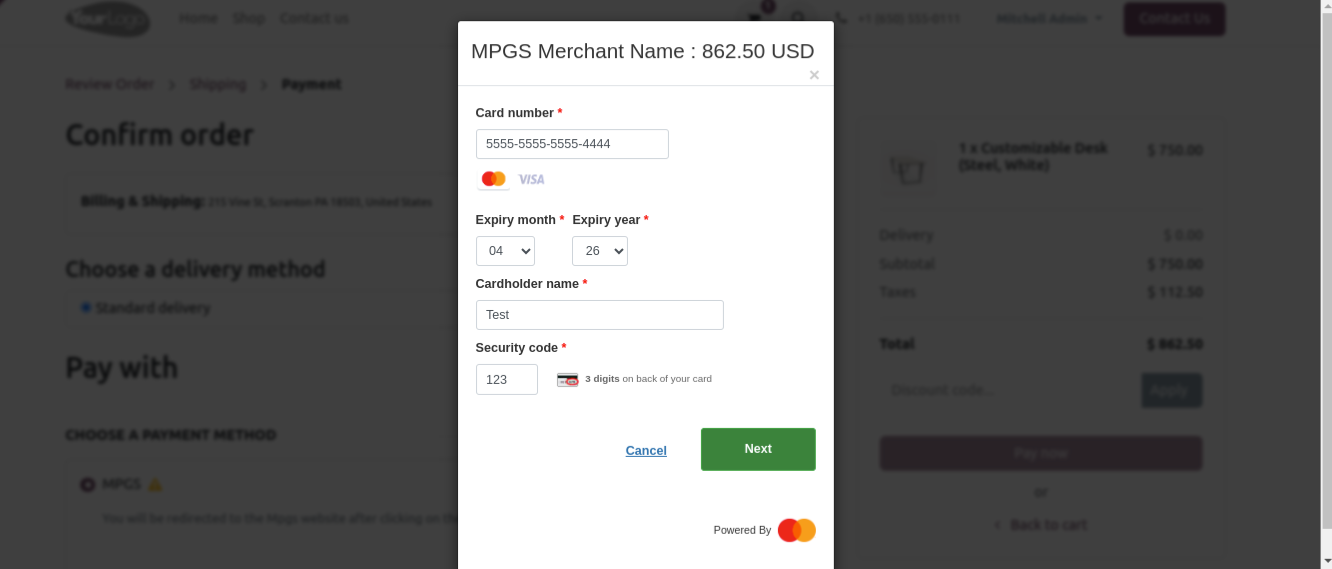 YourLogo
Home Shop Contact us
1
+1 (650) 555-0111
Mitchell Admin
Contact Us
MPGS Merchant Name : 862.50 USD
×
Review Order > Shipping > Payment
Confirm order
Billing & Shipping: 215 Vine St, Scranton PA 18503, United States
Choose a delivery method
Standard delivery
Pay with
CHOOSE A PAYMENT METHOD
MPGS
You will be redirected to the Mpgs website after clicking on the
Card number *
5555-5555-5555-4444
VISA
Expiry month * Expiry year *
04 26
Cardholder name *
Test
Security code *
123 3 digits on back of your card
Cancel Next
Powered By
1 x Customizable Desk
(Steel, White)
$ 750.00
Delivery $ 0.00
Subtotal $ 750.00
Taxes $ 112.50
Total $ 862.50
Discount code... Apply
Pay now
or
< Back to cart